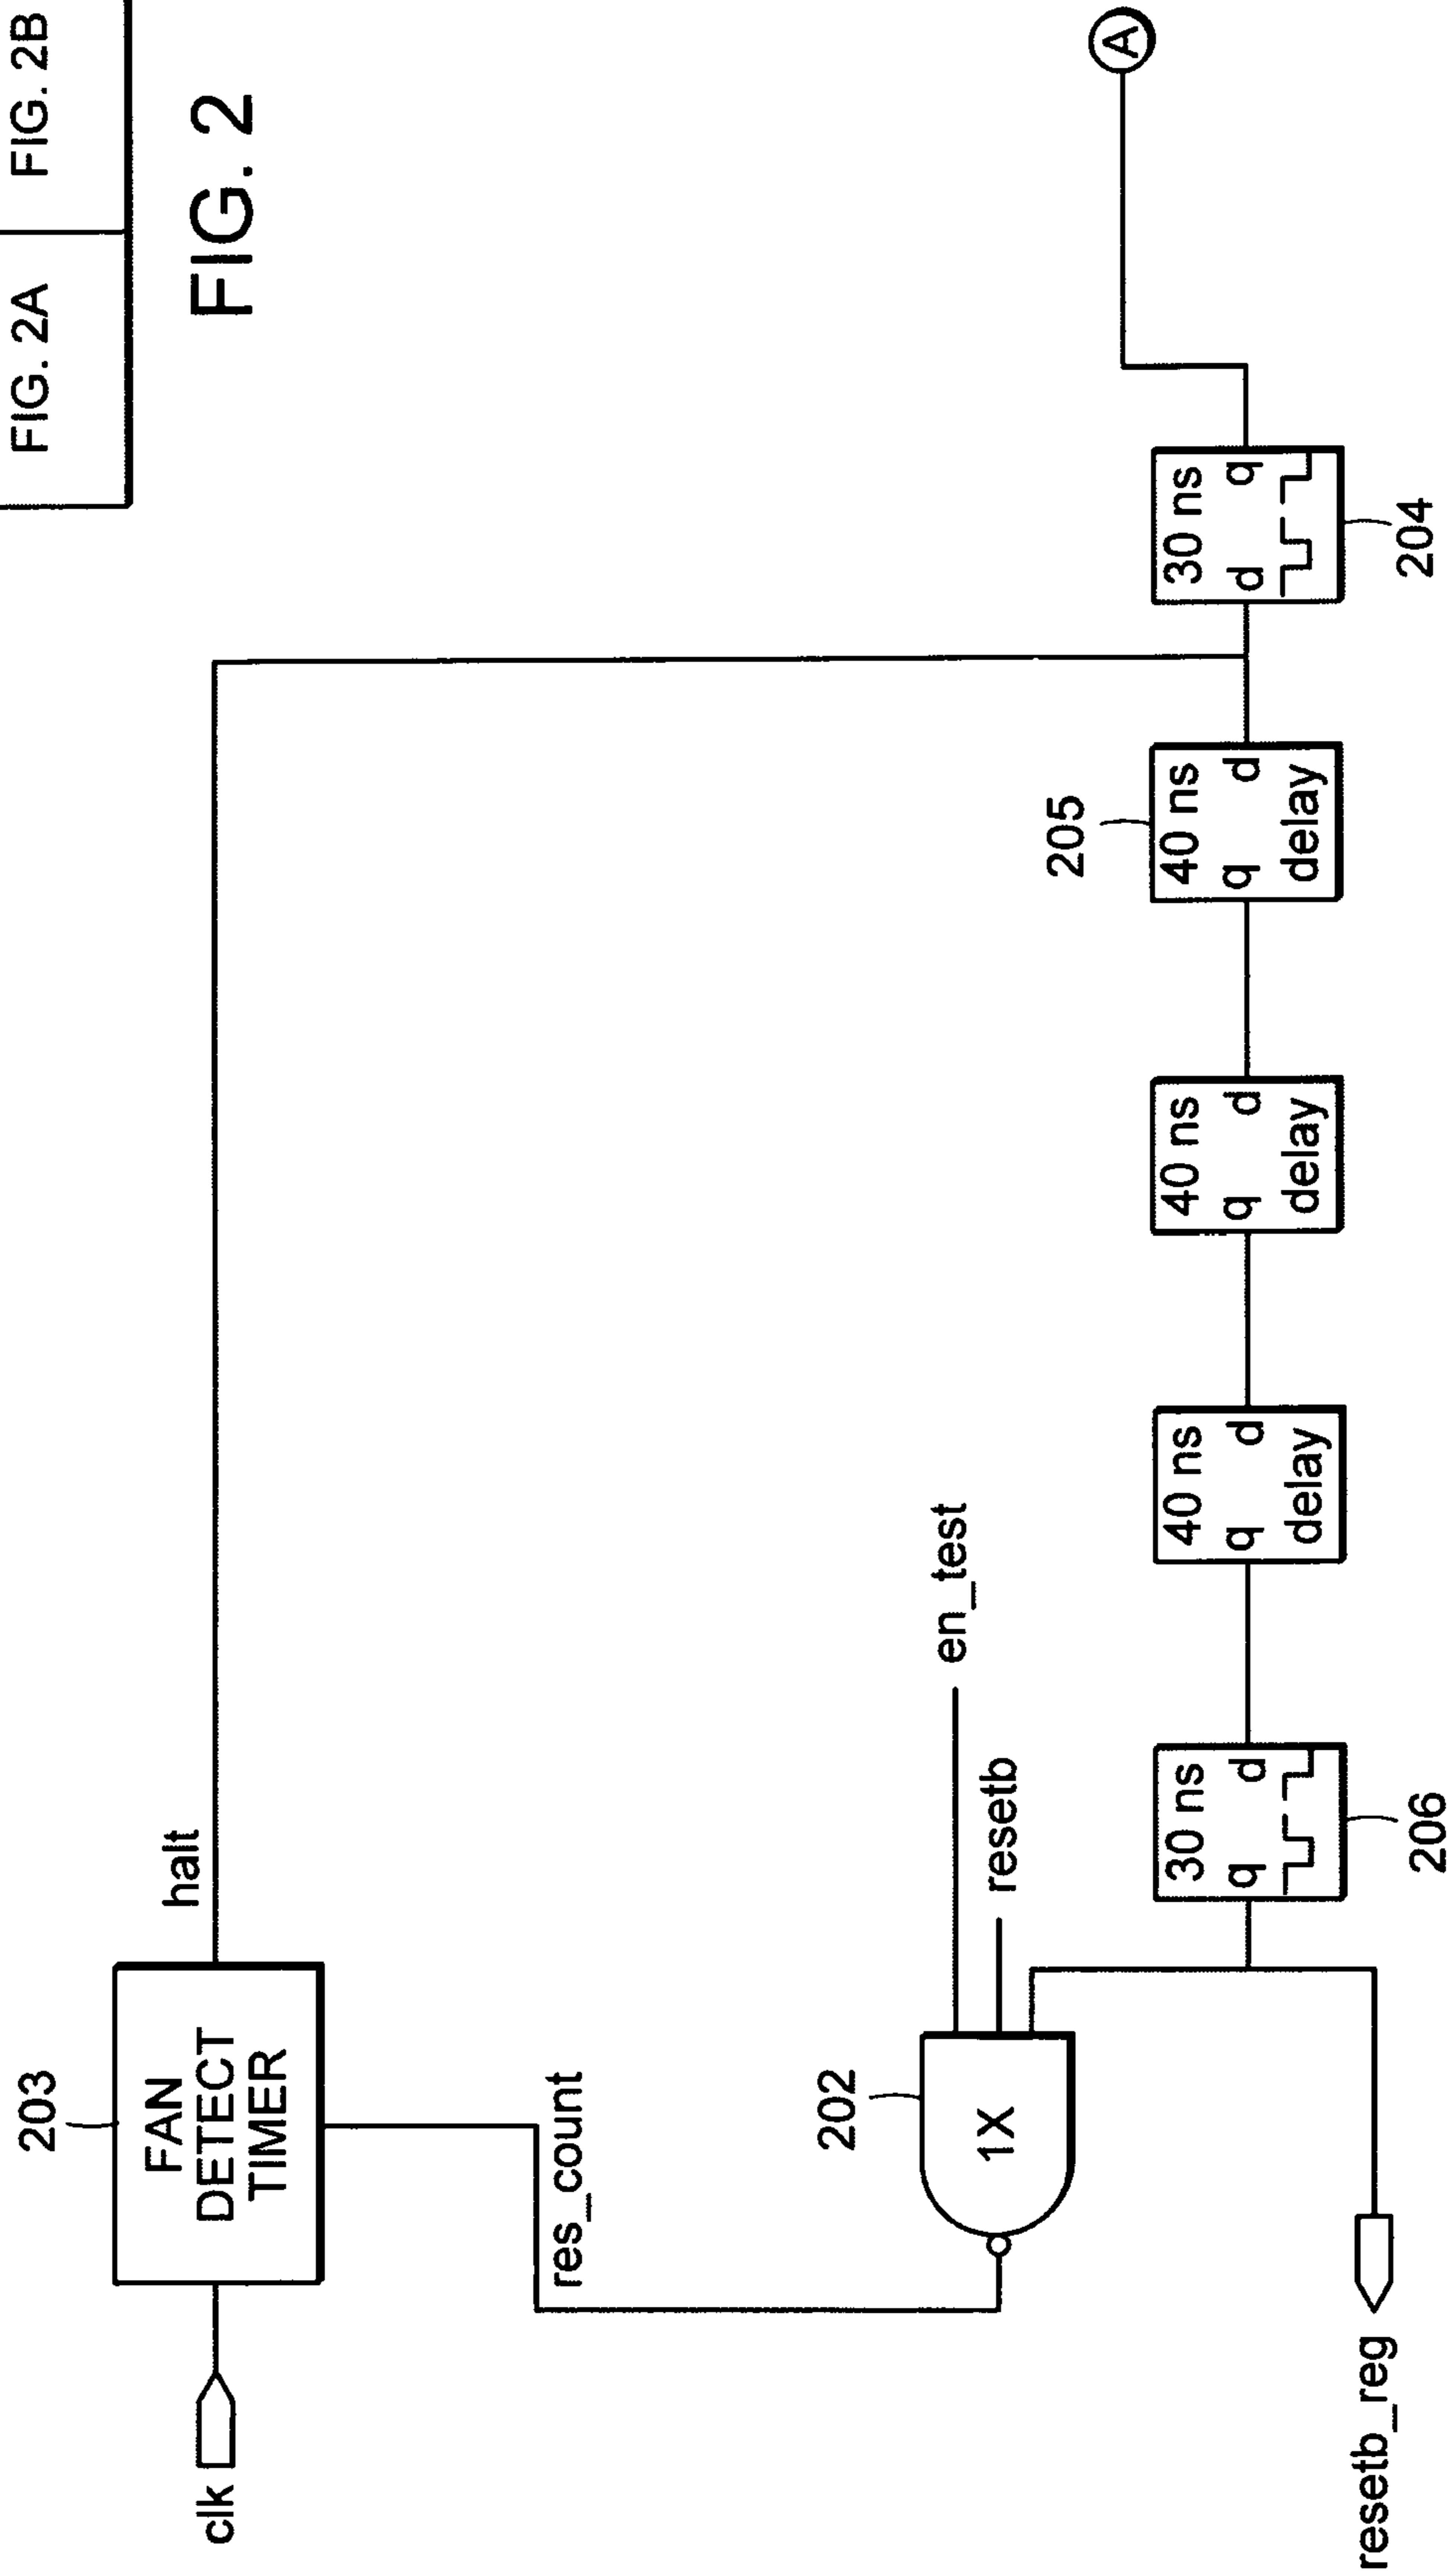 FIG. 2A
FIG. 2B
FIG. 2
203
FAN
DETECT
TIMER
clk
halt
res_count
202
1X
en_test
resetb
resetb_reg
30 ns
q d
206
40 ns
q d
delay
40 ns
q d
delay
205
40 ns
q d
delay
30 ns
d q
204
A